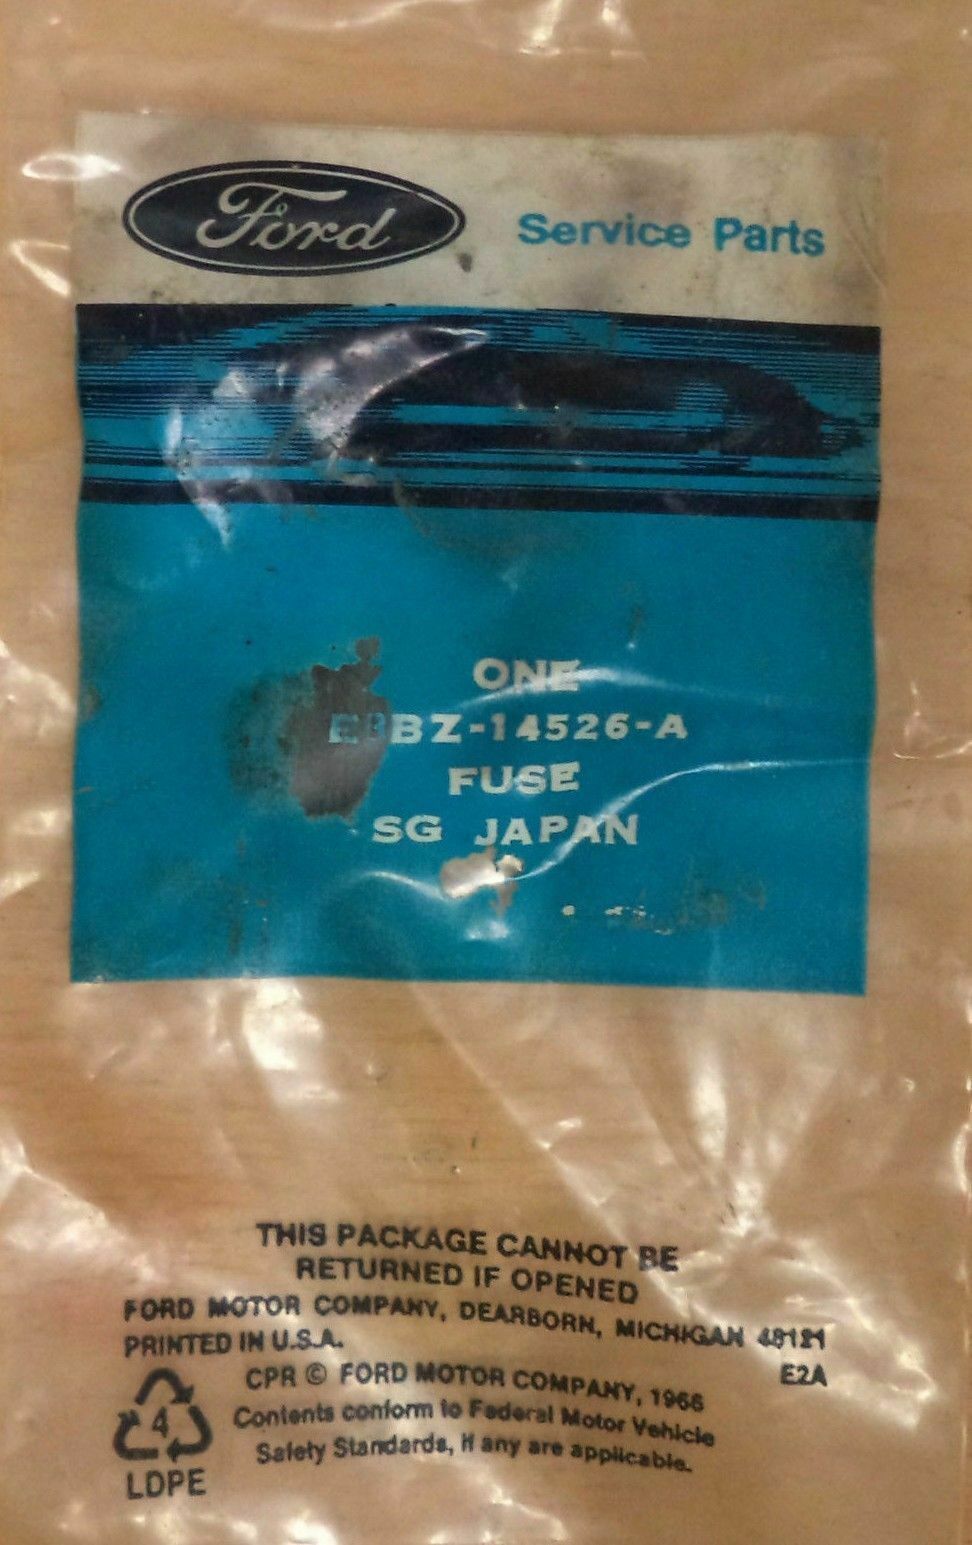 Ford Service Parts
ONE
BZ-14526-A
FUSE
SG JAPAN
THIS PACKAGE CANNOT BE
RETURNED IF OPENED
FORD MOTOR COMPANY, DEARBORN, MICHIGAN 48121
PRINTED IN U.S.A.
E2A
CPR © FORD MOTOR COMPANY, 1966
Contents conform to Federal Motor Vehicle
Safety Standards, if any are applicable.
4
LDPE